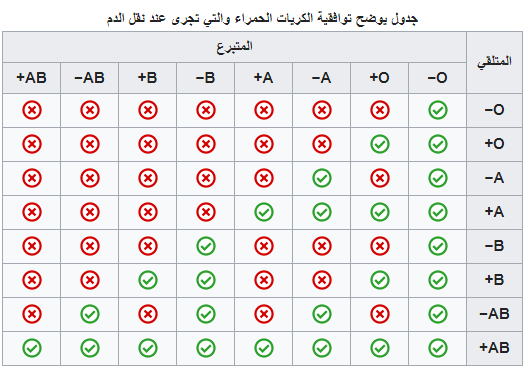 جدول يوضح توافقية الكريات الحمراء والتي تجرى عند نقل الدم
المتلقي المتبرع
O− O+ A− A+ B− B+ AB− AB+
O−
O+
A−
A+
B−
B+
AB−
AB+